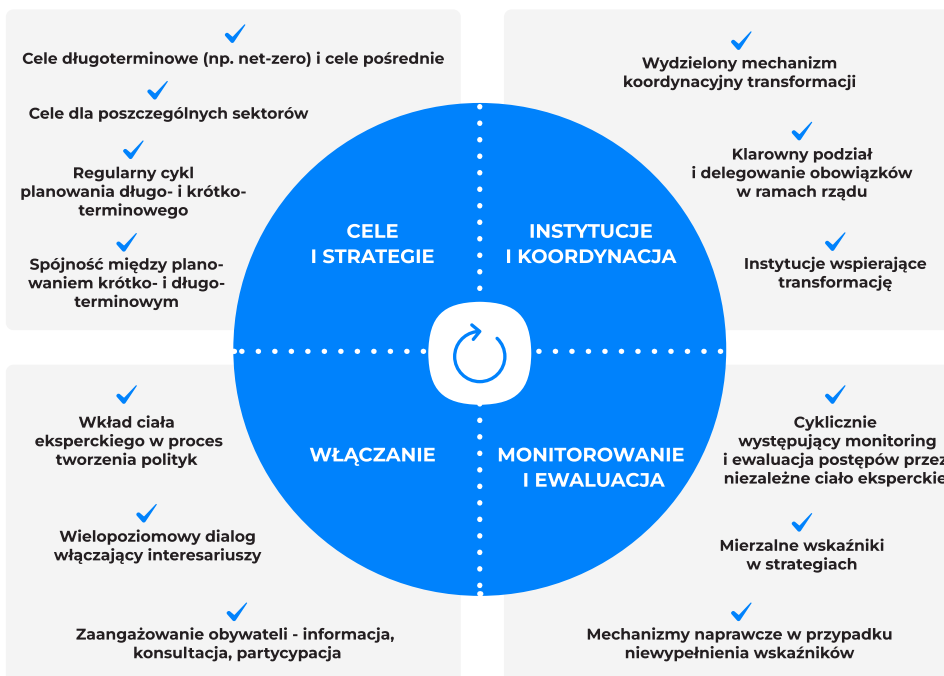 Cele długoterminowe (np. net-zero) i cele pośrednie
Cele dla poszczególnych sektorów
Regularny cykl
planowania długo- i krótko-
terminowego
Spójność między plano-
waniem krótko- i długo-
terminowym
CELE
I STRATEGIE
Wydzielony mechanizm
koordynacyjny transformacji
Klarowny podział
i delegowanie obowiązków
w ramach rządu
Instytucje wspierające
transformację
INSTYTUCJE
I KOORDYNACJA
Wkład ciała
eksperckiego w proces
tworzenia polityk
Wielopoziomowy dialog
włączający interesariuszy
Zaangażowanie obywateli - informacja,
konsultacja, partycypacja
WŁĄCZANIE
MONITOROWANIE
I EWALUACJA
Cyklicznie
występujący monitoring
i ewaluacja postępów przez
niezależne ciało eksperckie
Mierzalne wskaźniki
w strategiach
Mechanizmy naprawcze w przypadku
niewypełnienia wskaźników